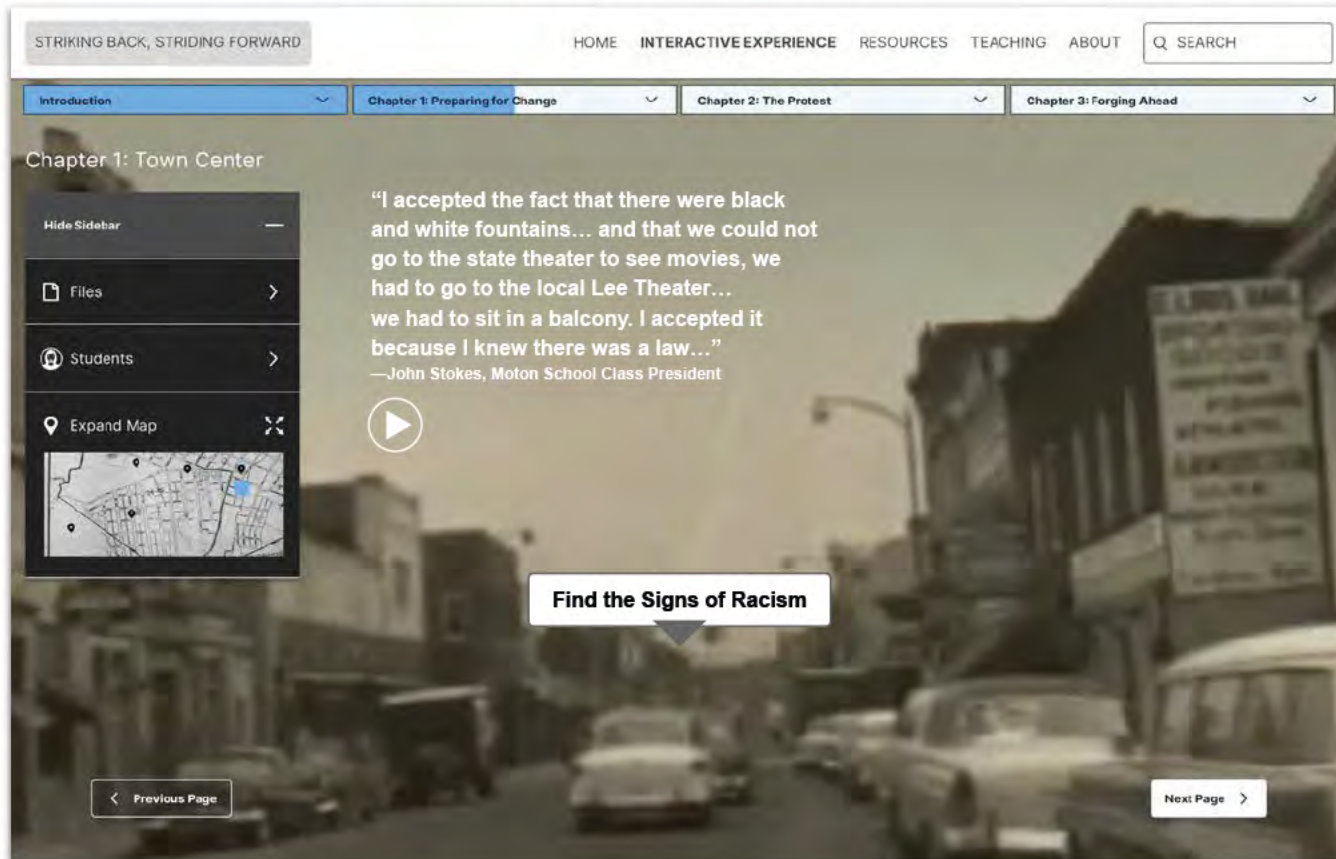 STRIKING BACK, STRIDING FORWARD
HOME INTERACTIVE EXPERIENCE RESOURCES TEACHING ABOUT SEARCH
Introduction
Chapter 1: Preparing for Change
Chapter 2: The Protest
Chapter 3: Forging Ahead
Chapter 1: Town Center
Hide Sidebar
Files
Students
Expand Map
“I accepted the fact that there were black
and white fountains… and that we could not
go to the state theater to see movies, we
had to go to the local Lee Theater…
we had to sit in a balcony. I accepted it
because I knew there was a law…”
—John Stokes, Moton School Class President
Find the Signs of Racism
Previous Page
Next Page